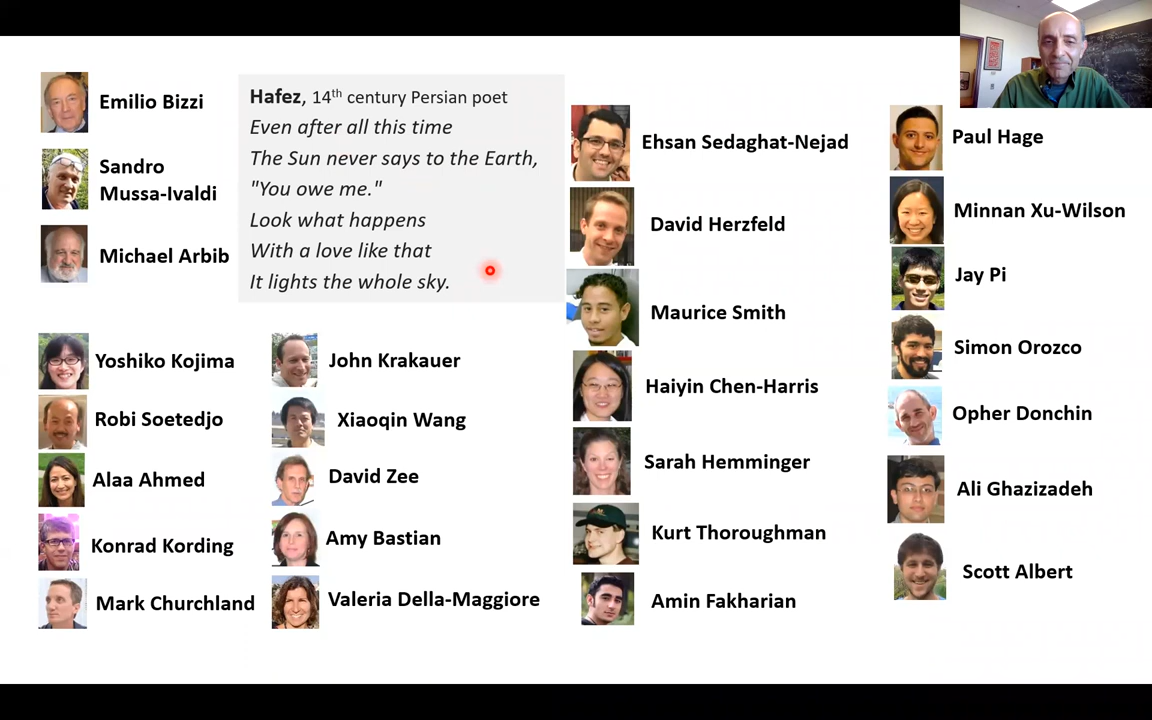 Emilio Bizzi
Sandro
Mussa-Ivaldi
Michael Arbib
Hafez, 14th century Persian poet
Even after all this time
The Sun never says to the Earth,
"You owe me."
Look what happens
With a love like that
It lights the whole sky.
Yoshiko Kojima
Robi Soetedjo
Alaa Ahmed
Konrad Kording
Mark Churchland
John Krakauer
Xiaoqin Wang
David Zee
Amy Bastian
Valeria Della-Maggiore
Ehsan Sedaghat-Nejad
David Herzfeld
Maurice Smith
Haiyin Chen-Harris
Sarah Hemminger
Kurt Thoroughman
Amin Fakharian
Paul Hage
Minnan Xu-Wilson
Jay Pi
Simon Orozco
Opher Donchin
Ali Ghazizadeh
Scott Albert